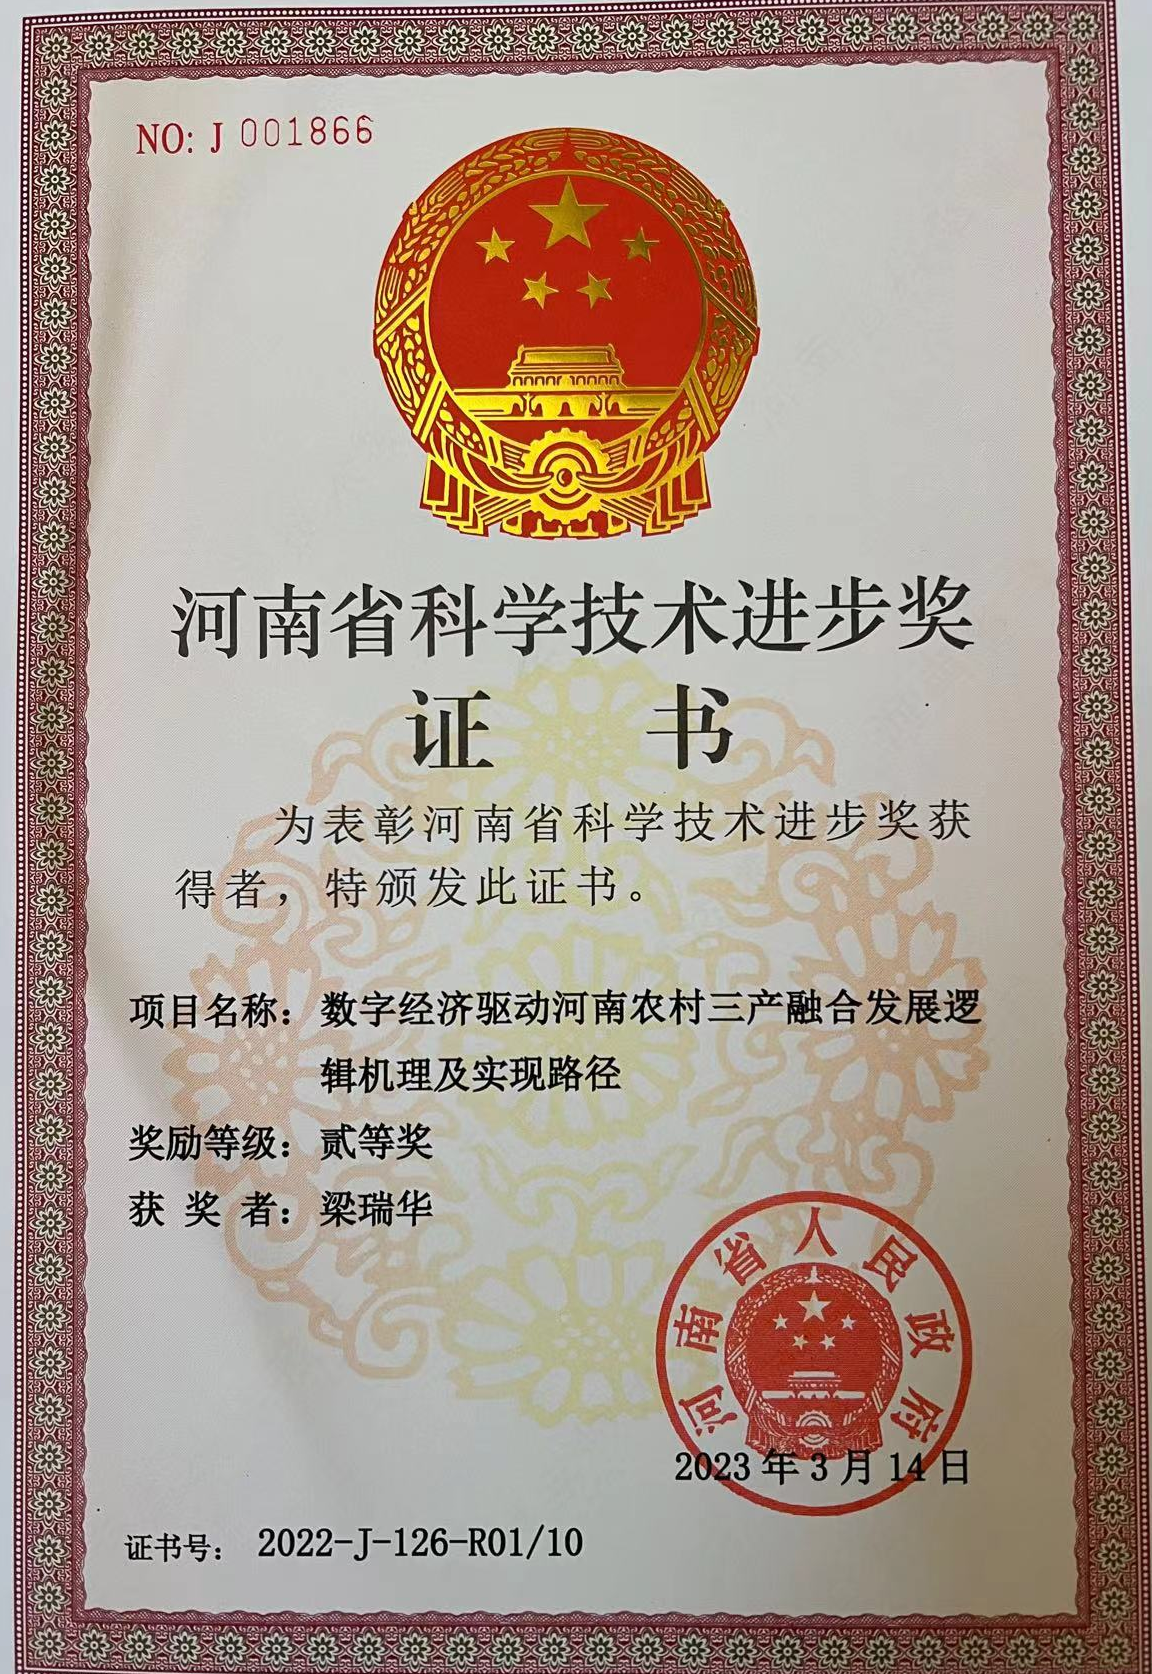 NO: J 001866
河南省科学技术进步奖
证 书
为表彰河南省科学技术进步奖获
得者，特颁发此证书。
项目名称：数字经济驱动河南农村三产融合发展逻
辑机理及实现路径
奖励等级：贰等奖
获 奖 者：梁瑞华
河南省人民政府
2023年3月14日
证书号：2022-J-126-R01/10